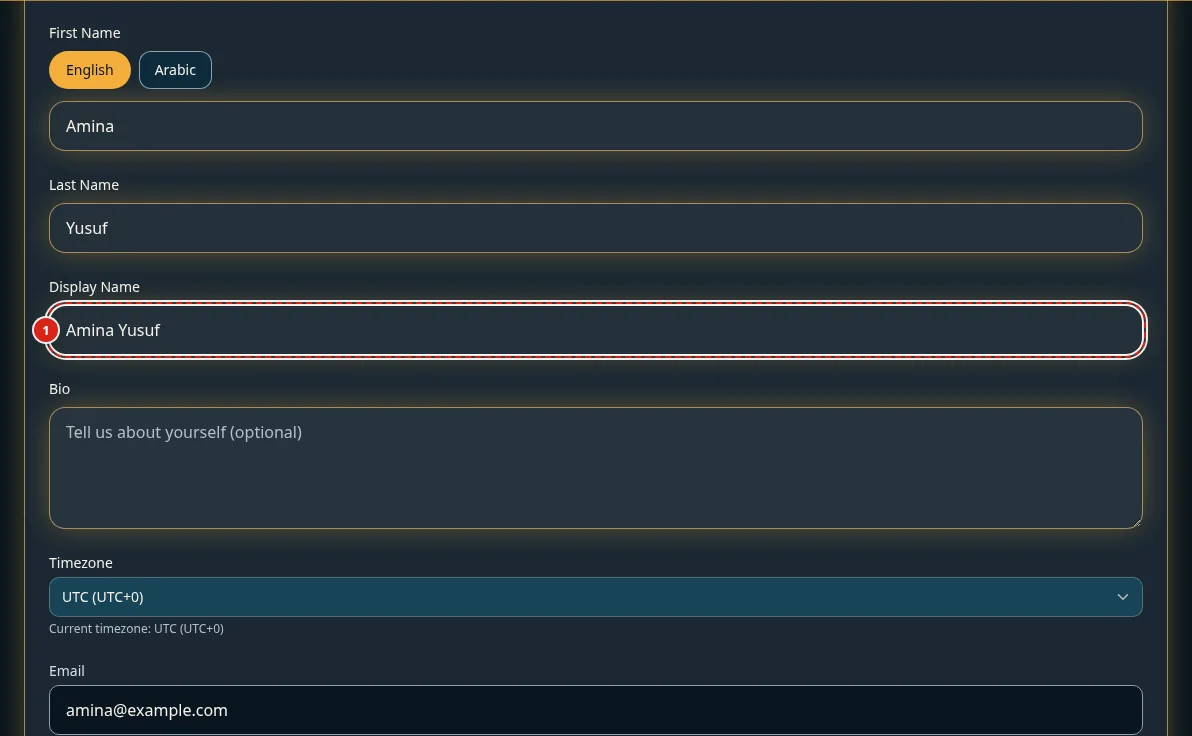 First Name
English Arabic
Amina
Last Name
Yusuf
Display Name
1 Amina Yusuf
Bio
Tell us about yourself (optional)
Timezone
UTC (UTC+0)
Current timezone: UTC (UTC+0)
Email
amina@example.com